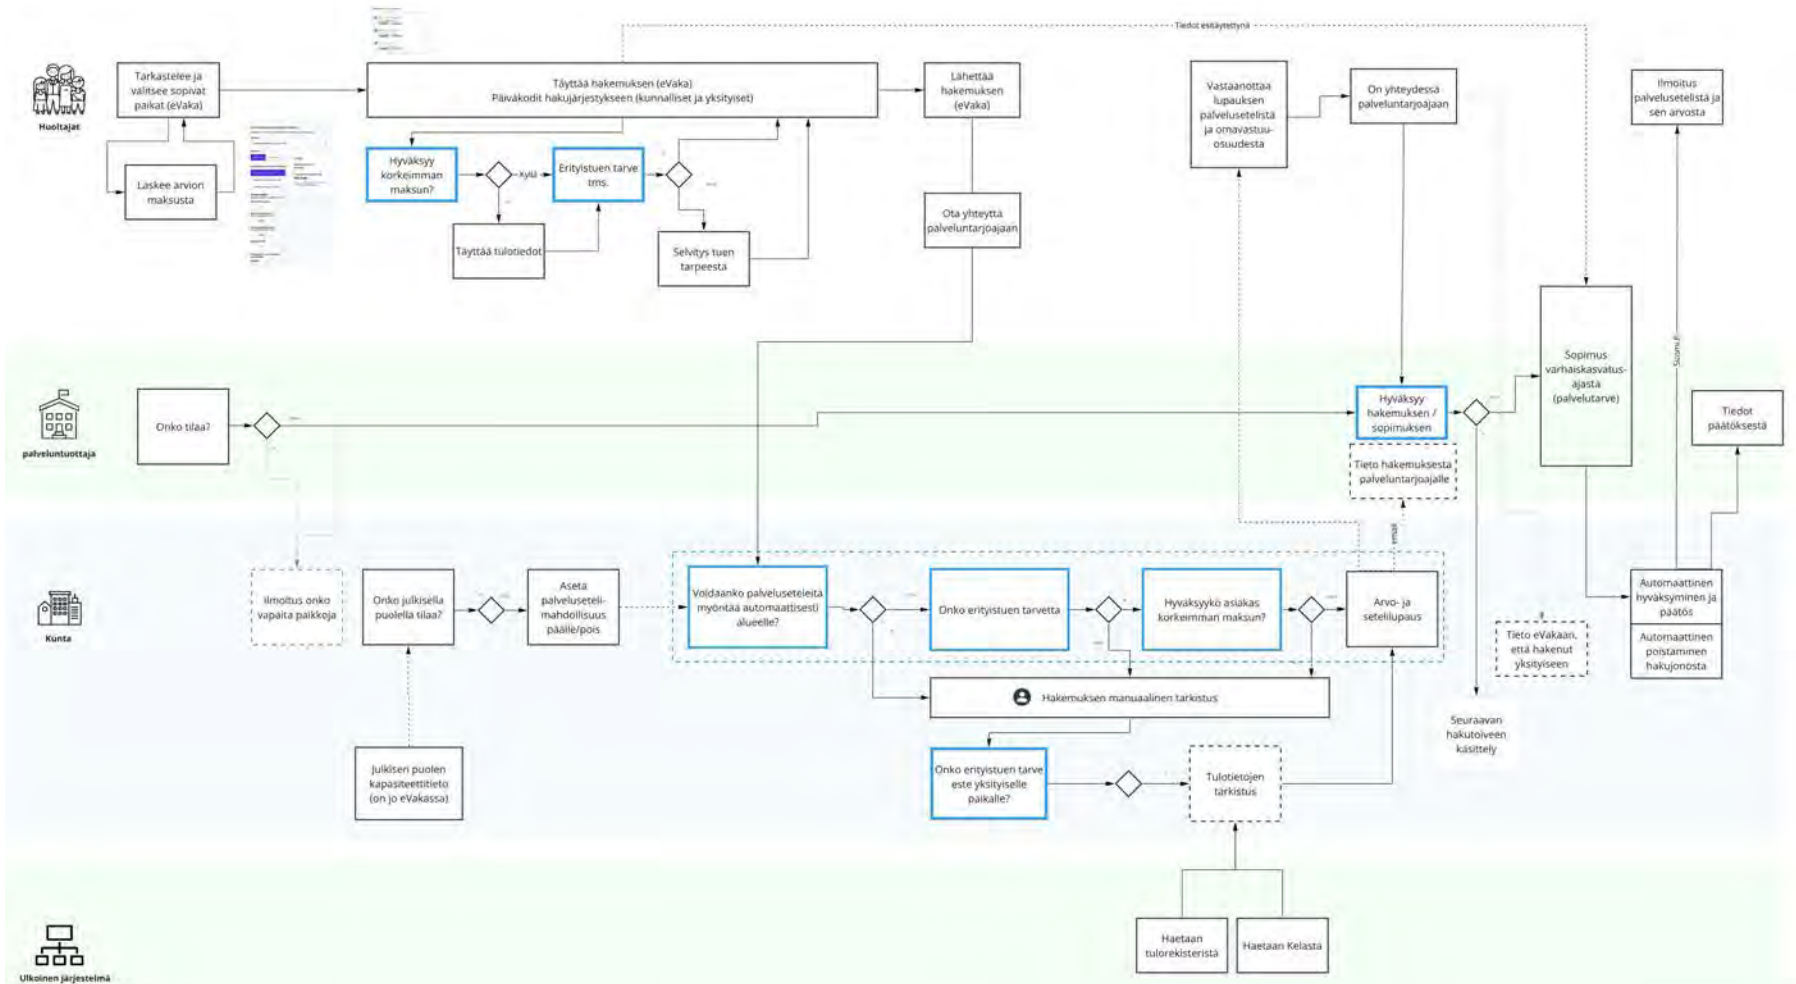 Tiedot esitäytettynä
Huoltajat
Tarkastelee ja
valitsee sopivat
paikat (eVaka)
Laskee arvion
maksusta
Täyttää hakemuksen (eVaka)
Päiväkodit hakujärjestykseen (kunnalliset ja yksityiset)
Hyväksyy
korkeimman
maksun?
Kyllä
Erityistuen tarve
tms.
Täyttää tulotiedot
Selvitys tuen
tarpeesta
Lähettää
hakemuksen
(eVaka)
Ota yhteyttä
palveluntarjoajaan
Vastaanottaa
lupauksen
palvelusetelistä
ja omavastuu-
osuudesta
On yhteydessä
palveluntarjoajaan
Ilmoitus
palvelusetelistä ja
sen arvosta
Suomi.fi
palveluntuottaja
Onko tilaa?
Hyväksyy
hakemuksen /
sopimuksen
Tieto hakemuksesta
palveluntarjoajalle
email
Sopimus
varhaiskasvatus-
ajasta
(palvelutarve)
Tiedot
päätöksestä
Kunta
Ilmoitus onko
vapaita paikkoja
Onko julkisella
puolella tilaa?
Aseta
palveluseteli-
mahdollisuus
päälle/pois
Julkisen puolen
kapasiteettitieto
(on jo eVakassa)
Voidaanko palveluseteleitä
myöntää automaattisesti
alueelle?
Onko erityistuen tarvetta
Hyväksyykö asiakas
korkeimman maksun?
Arvo- ja
setelilupaus
Hakemuksen manuaalinen tarkistus
Onko erityistuen tarve
este yksityiselle
paikalle?
Tulotietojen
tarkistus
Seuraavan
hakutoiveen
käsittely
Tieto eVakaan,
että hakenut
yksityiseen
Automaattinen
hyväksyminen ja
päätös
Automaattinen
poistaminen
hakujonosta
Ulkoinen järjestelmä
Haetaan
tulorekisteristä
Haetaan Kelasta